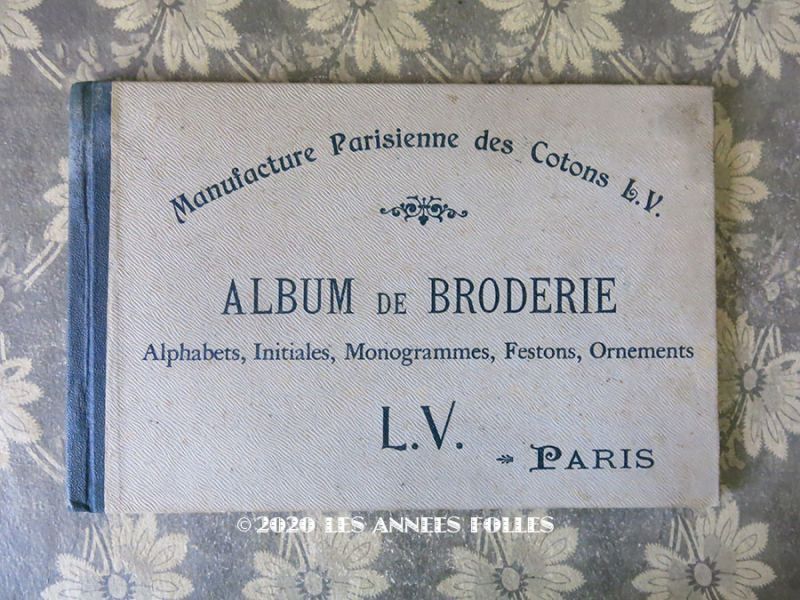 Manufacture Parisienne des Cotons L.V.
ALBUM DE BRODERIE
Alphabets, Initiales, Monogrammes, Festons, Ornements
L.V.
PARIS
©2020 LES ANNEES FOLLES